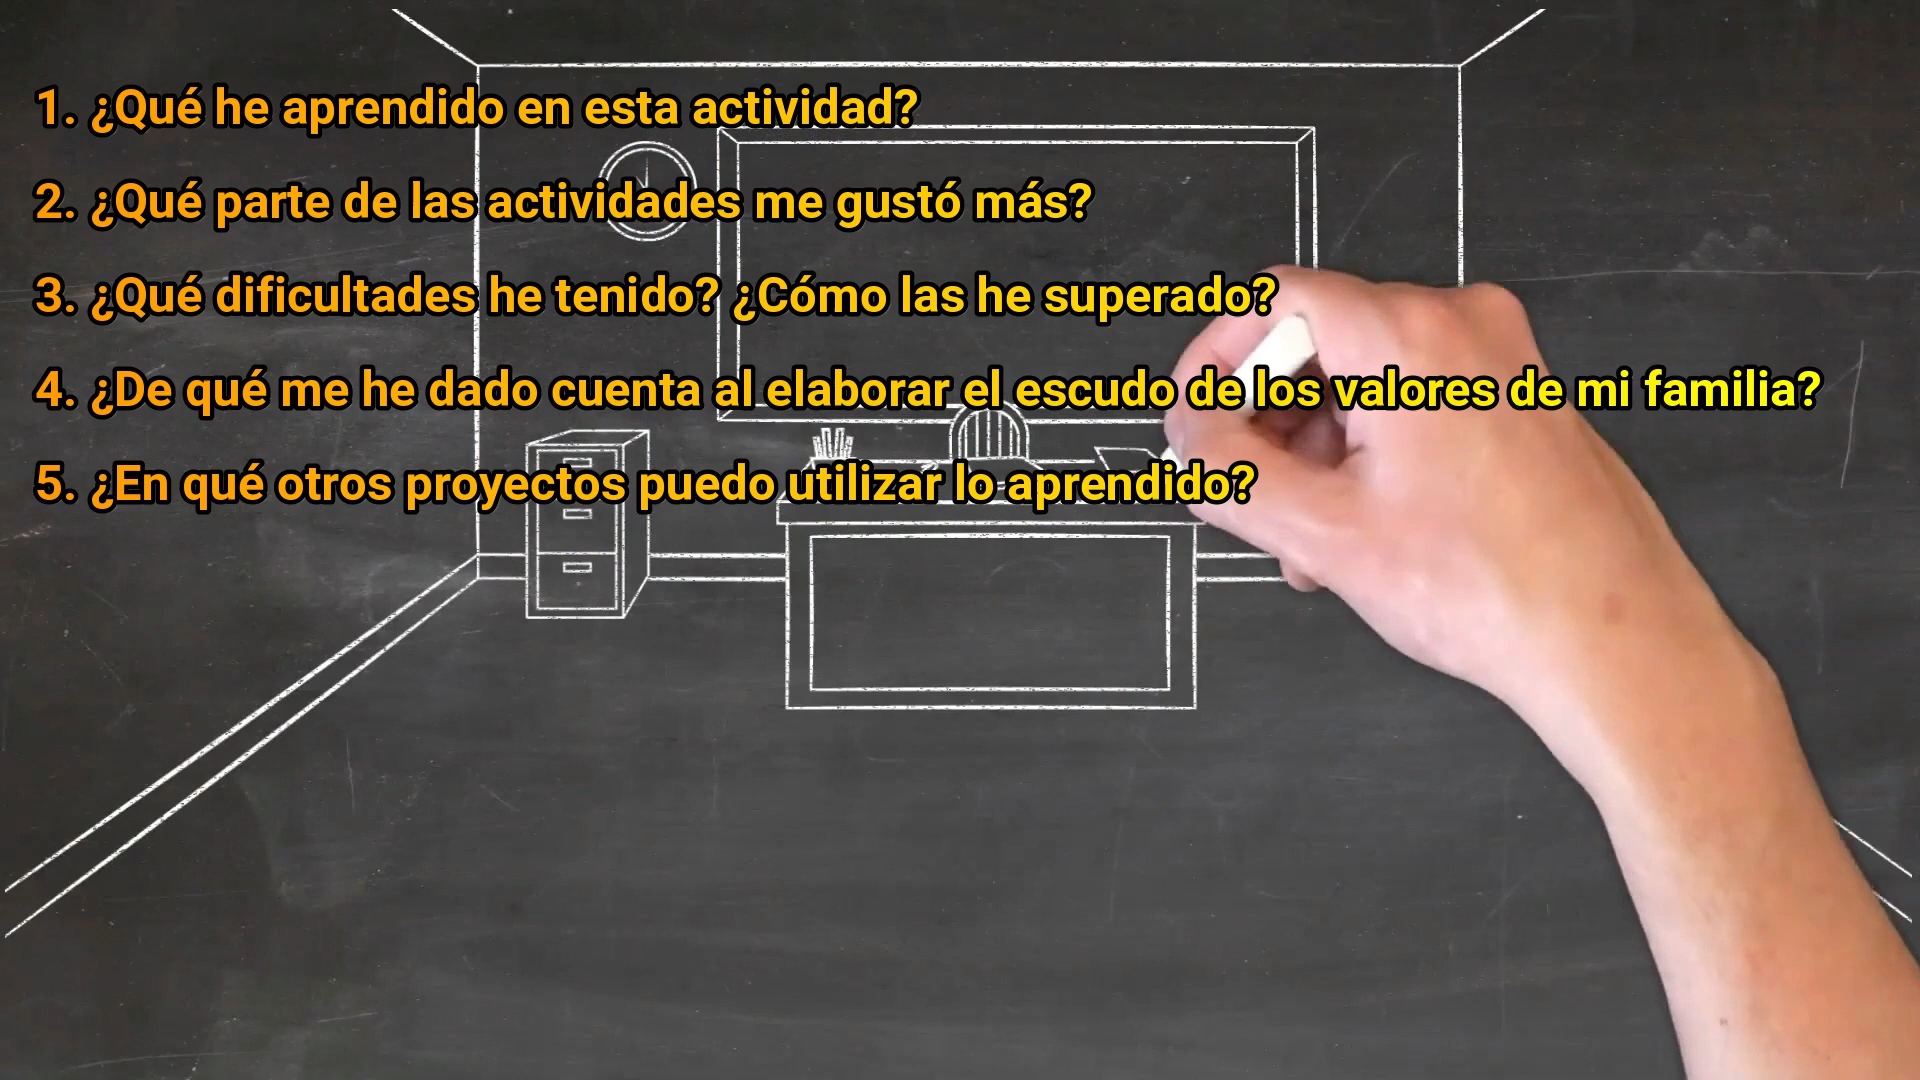 1. ¿Qué he aprendido en esta actividad?
2. ¿Qué parte de las actividades me gustó más?
3. ¿Qué dificultades he tenido? ¿Cómo las he superado?
4. ¿De qué me he dado cuenta al elaborar el escudo de los valores de mi familia?
5. ¿En qué otros proyectos puedo utilizar lo aprendido?